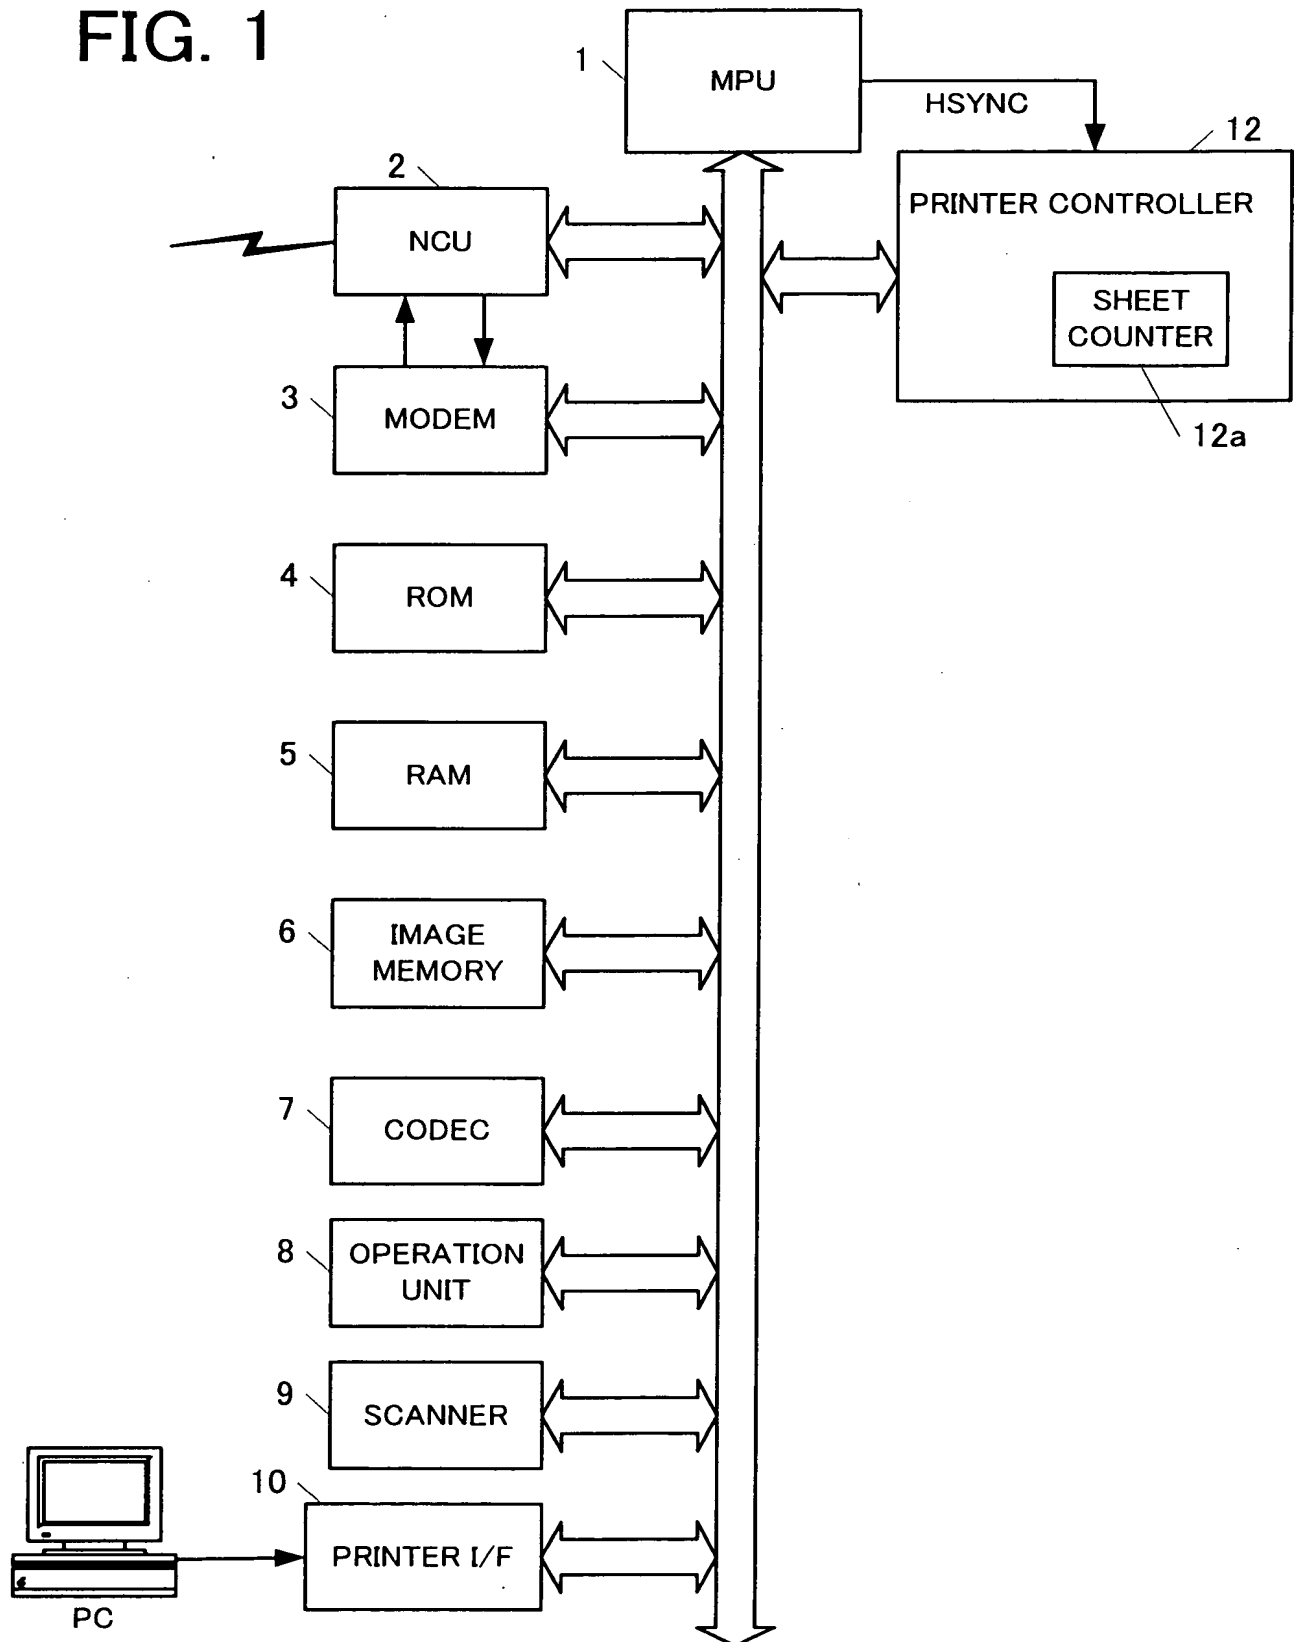 FIG. 1
1
MPU
HSYNC
12
PRINTER CONTROLLER
SHEET
COUNTER
12a
2
NCU
3
MODEM
4
ROM
5
RAM
6
IMAGE
MEMORY
7
CODEC
8
OPERATION
UNIT
9
SCANNER
10
PRINTER I/F
PC